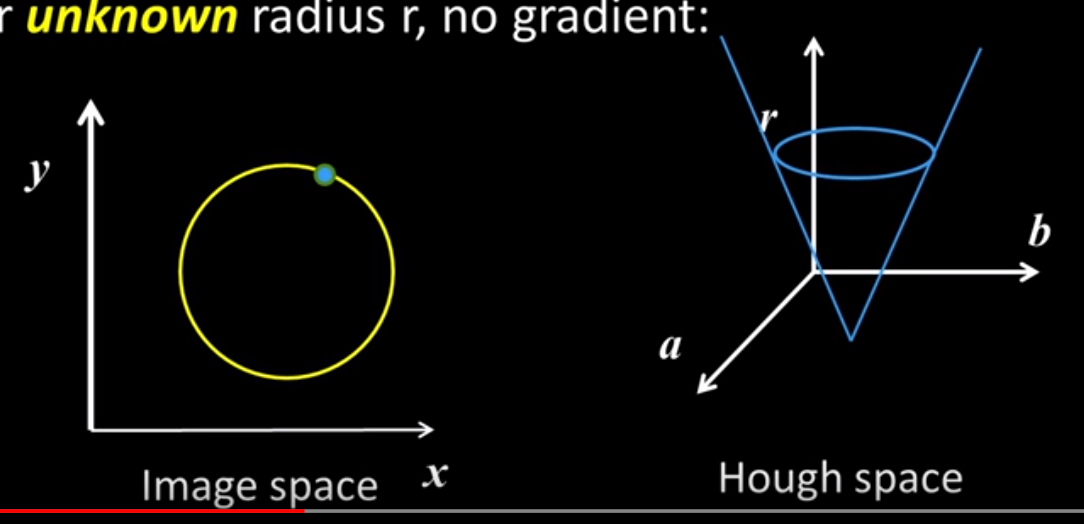 r unknown radius r, no gradient:
y
x
Image space
r
b
a
Hough space